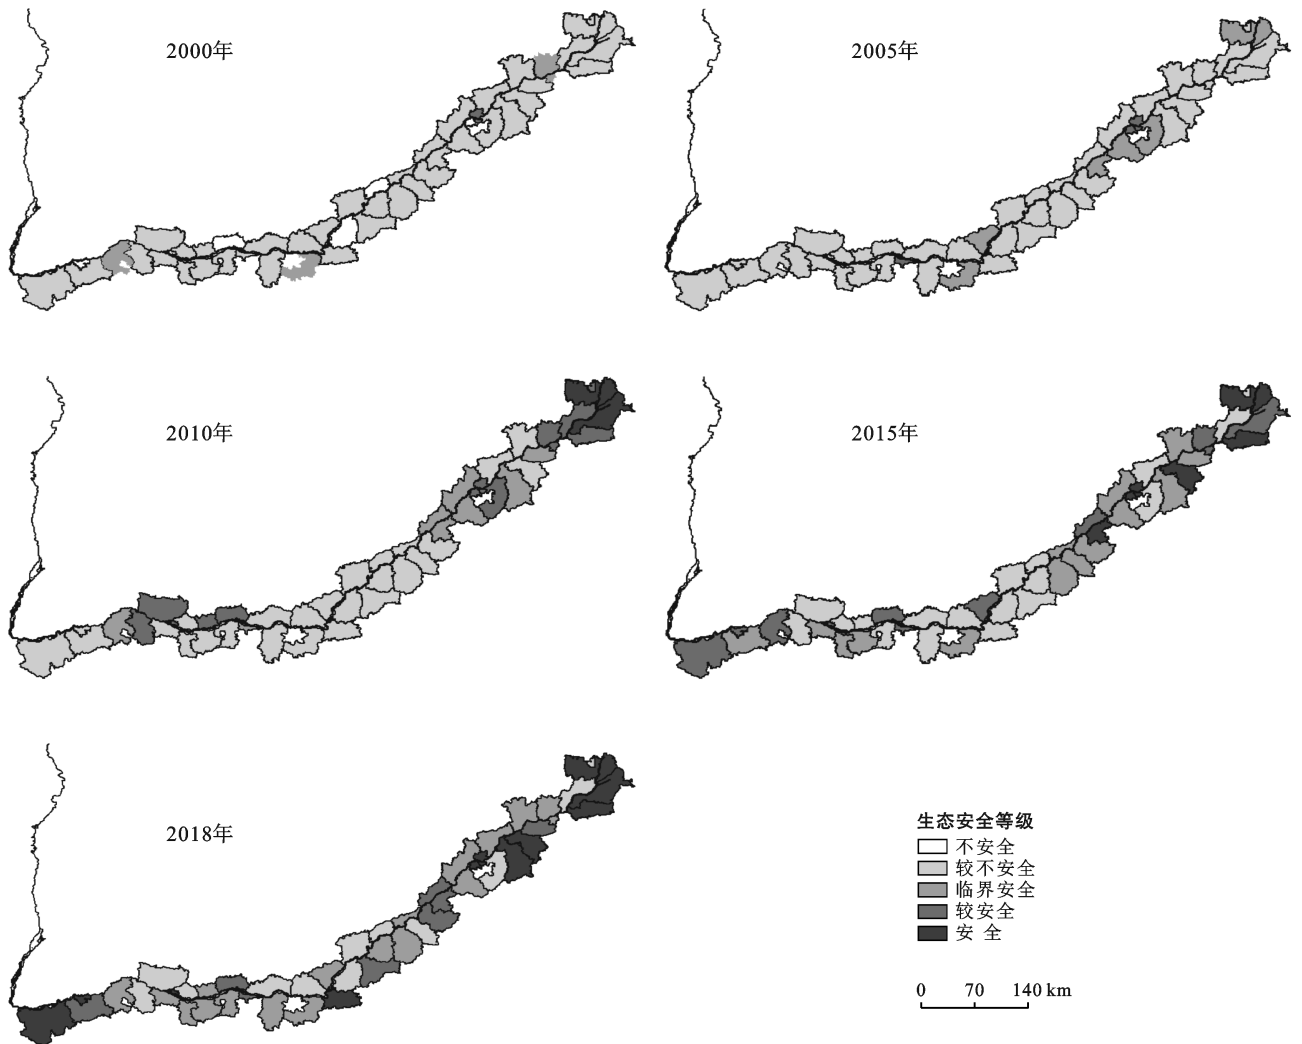 2000年
2005年
2010年
2015年
2018年
生态安全等级
不安全
较不安全
临界安全
较安全
安 全
0 70 140 km